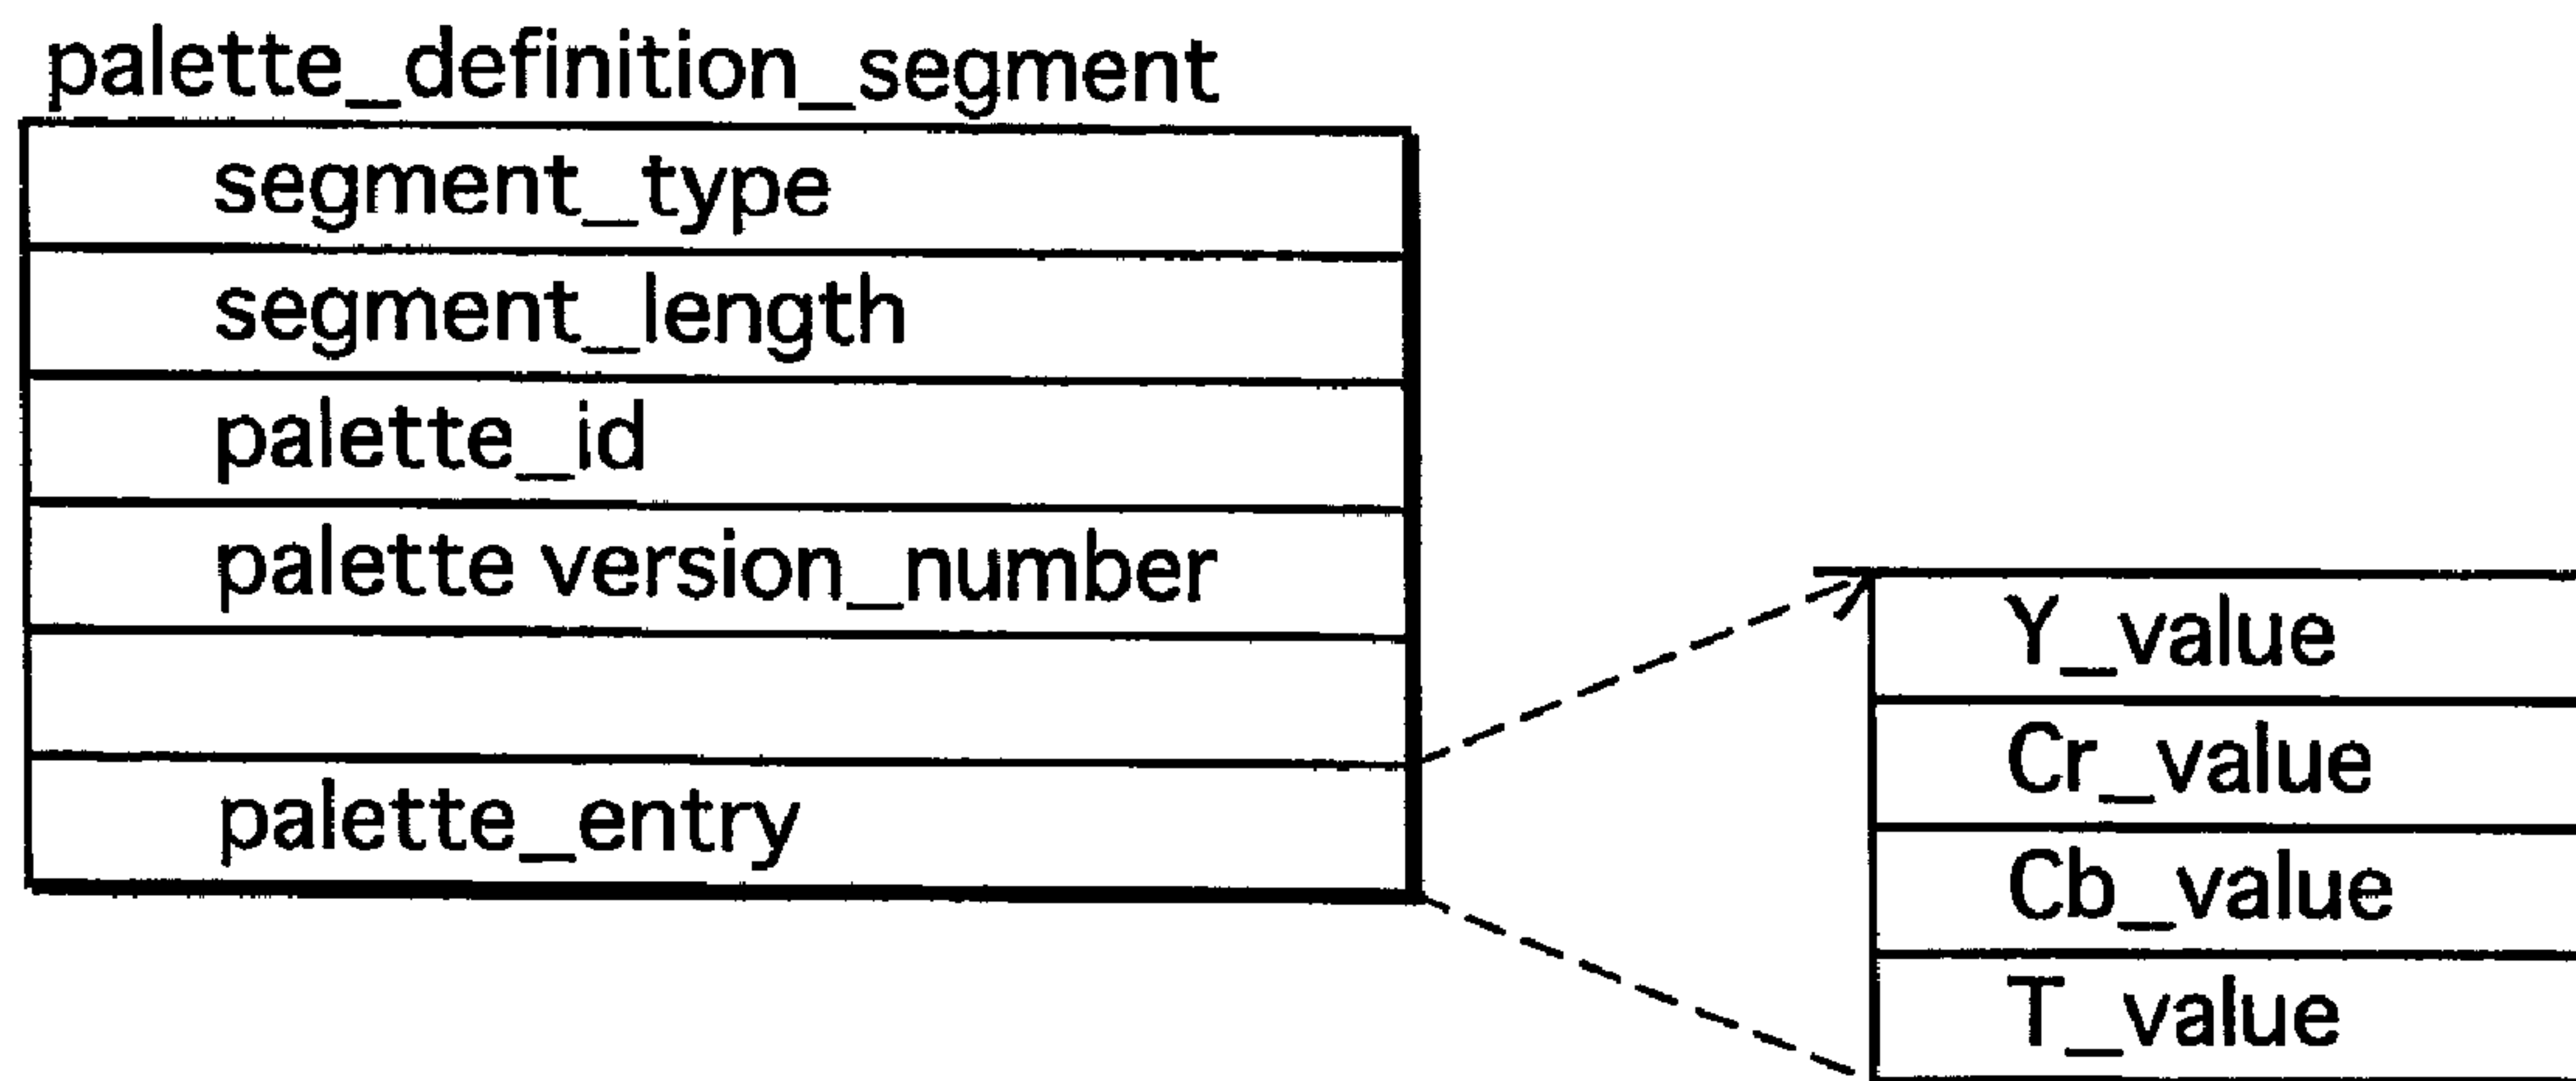 palette_definition_segment
segment_type
segment_length
palette_id
palette version_number
palette_entry
Y_value
Cr_value
Cb_value
T_value